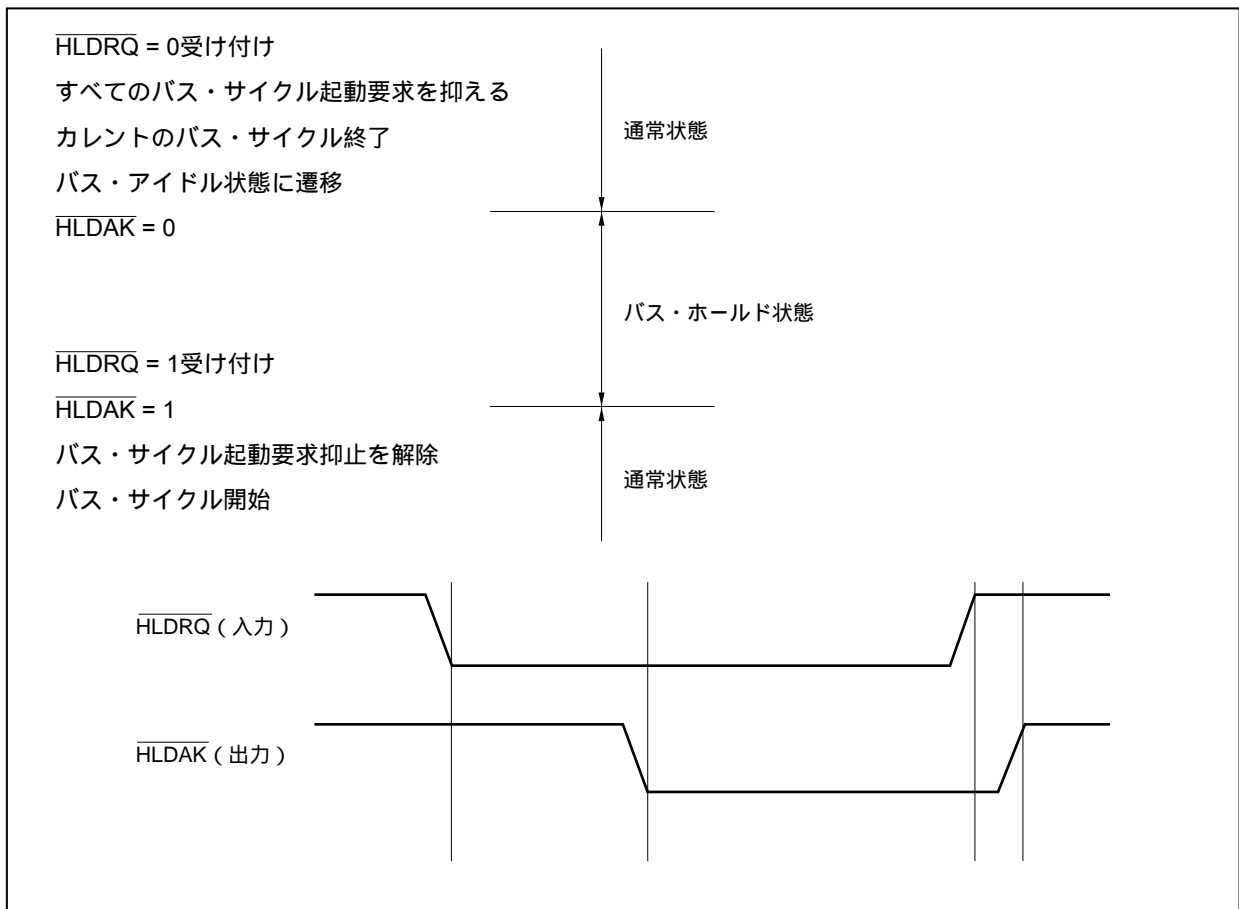 HLDRQ = 0受け付け
すべてのバス・サイクル起動要求を抑える
カレントのバス・サイクル終了
バス・アイドル状態に遷移
HLDAK = 0
通常状態
バス・ホールド状態
HLDRQ = 1受け付け
HLDAK = 1
バス・サイクル起動要求抑止を解除
バス・サイクル開始
通常状態
HLDRQ（入力）
HLDAK（出力）